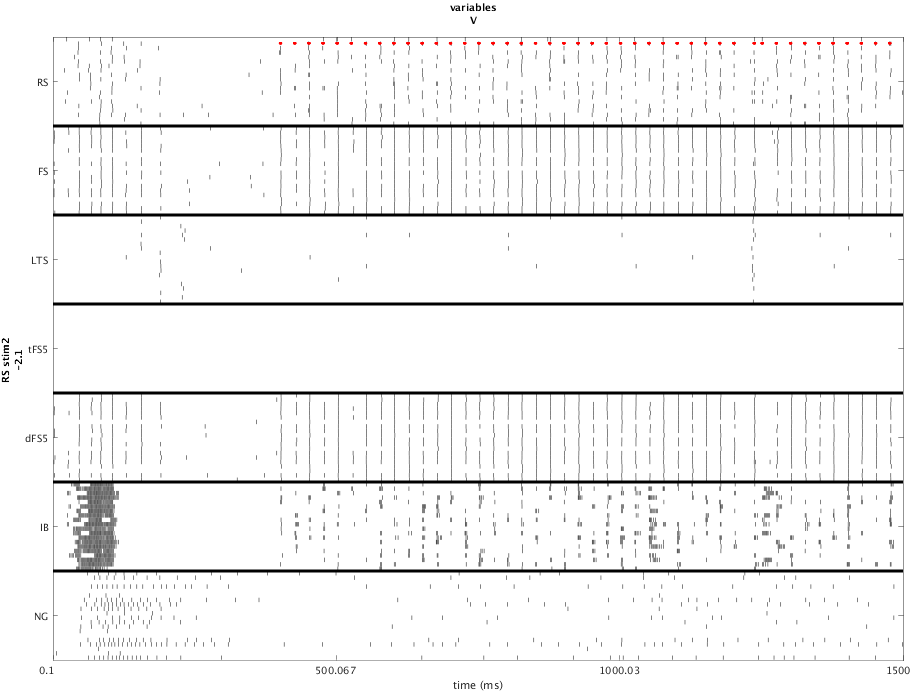 variables
V
RS
FS
LTS
RS stim2
-2.1
tFS5
dFS5
IB
NG
0.1 500.067 1000.03 1500
time (ms)